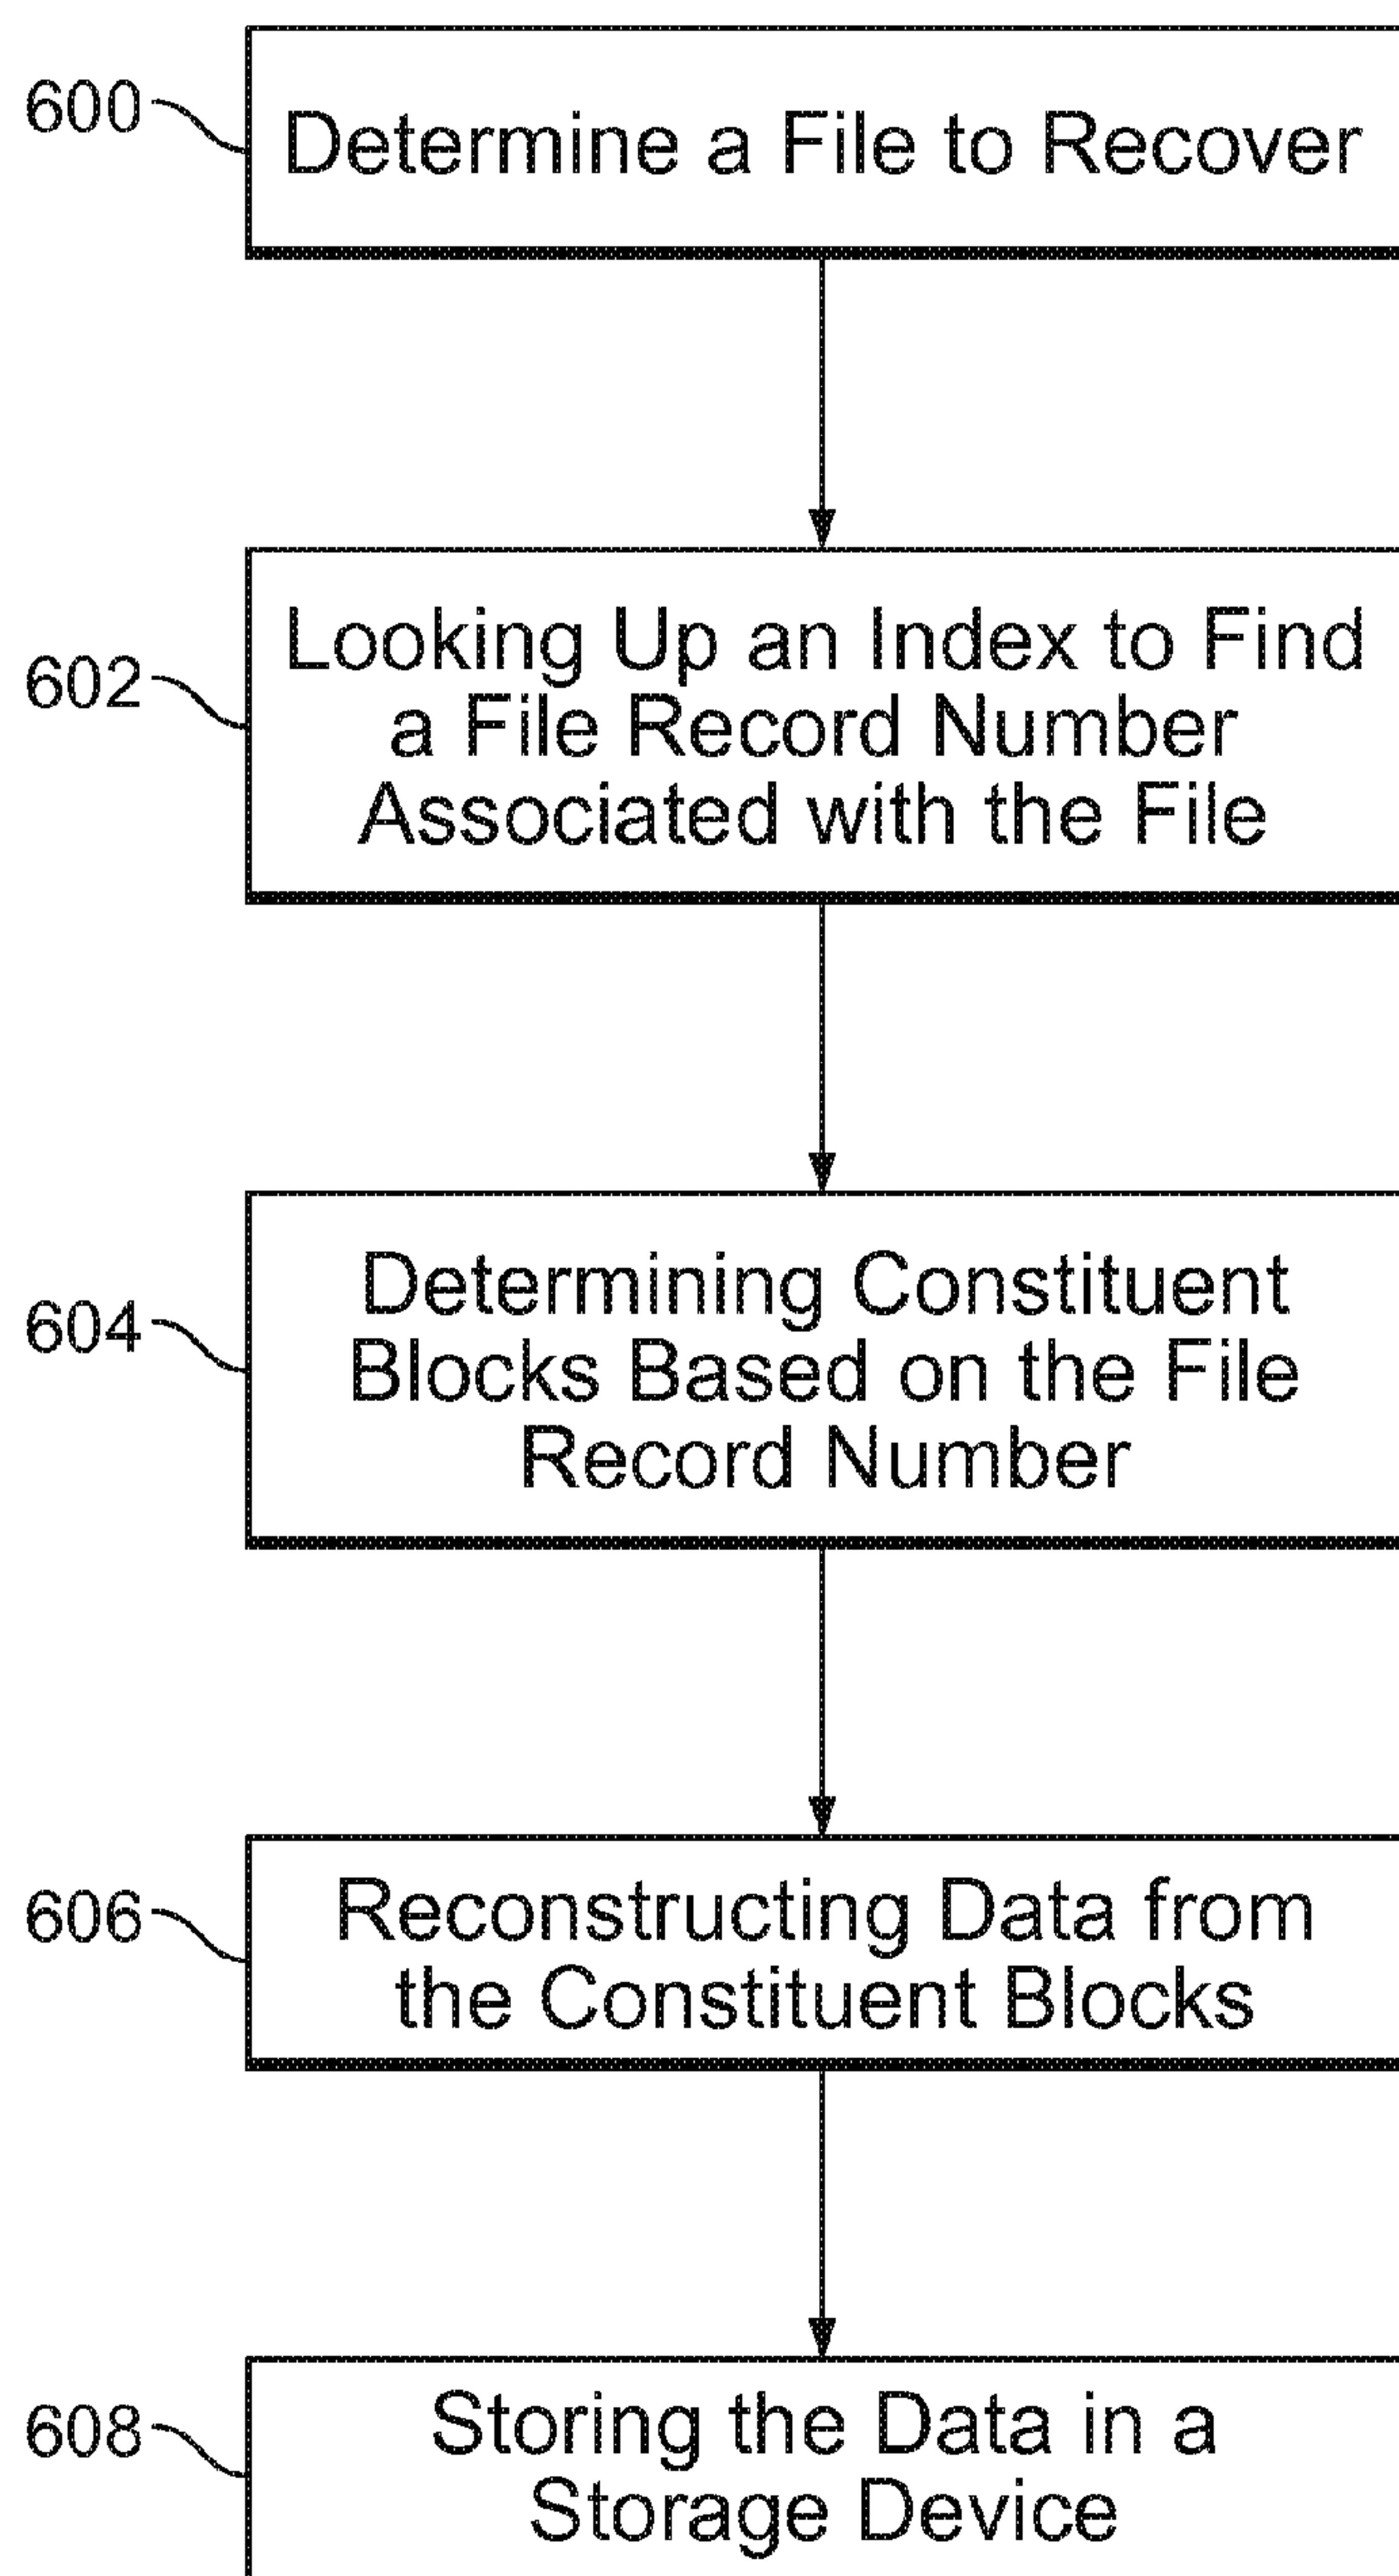 600
Determine a File to Recover
602
Looking Up an Index to Find
a File Record Number
Associated with the File
604
Determining Constituent
Blocks Based on the File
Record Number
606
Reconstructing Data from
the Constituent Blocks
608
Storing the Data in a
Storage Device